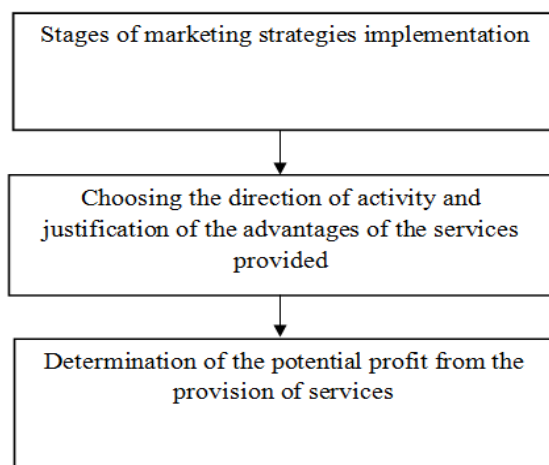 Stages of marketing strategies implementation
Choosing the direction of activity and
justification of the advantages of the services
provided
Determination of the potential profit from the
provision of services